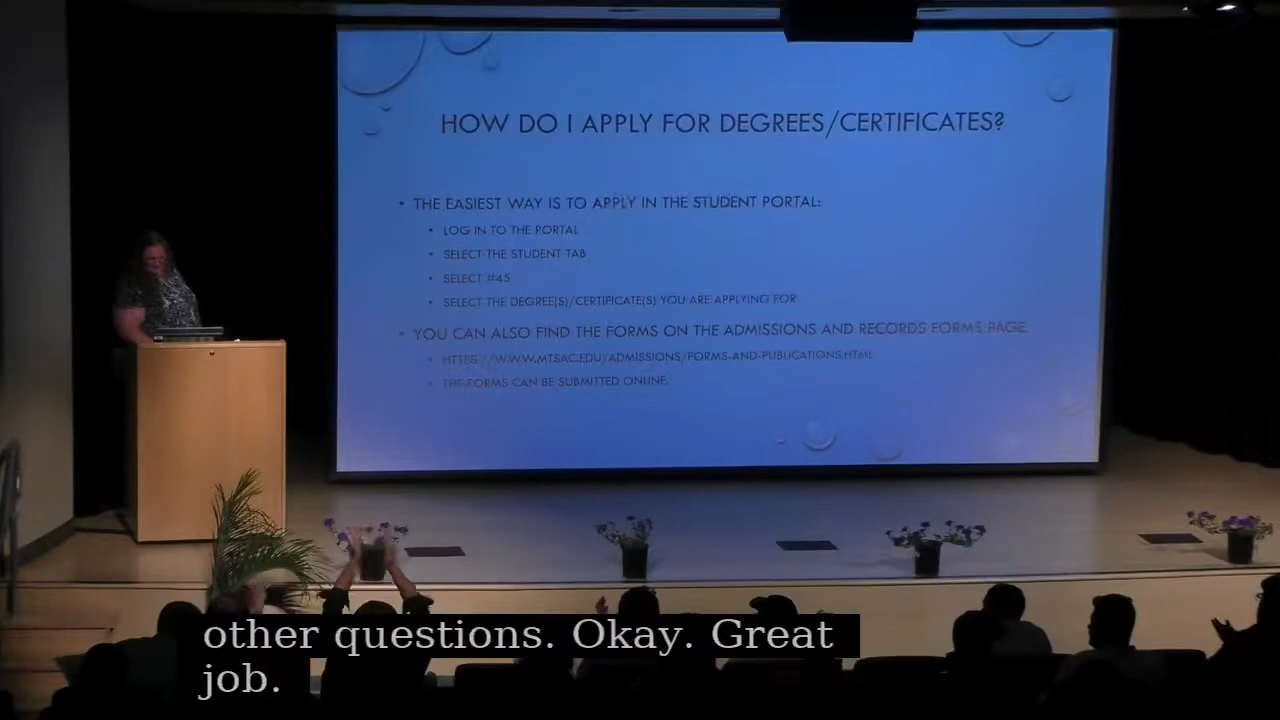 HOW DO I APPLY FOR DEGREES/CERTIFICATES?
• THE EASIEST WAY IS TO APPLY IN THE STUDENT PORTAL:
• LOG IN TO THE PORTAL
• SELECT THE STUDENT TAB
• SELECT #45
• SELECT THE DEGREE(S)/CERTIFICATE(S) YOU ARE APPLYING FOR
• YOU CAN ALSO FIND THE FORMS ON THE ADMISSIONS AND RECORDS FORMS PAGE.
• HTTPS://WWW.MTSAC.EDU/ADMISSIONS/FORMS-AND-PUBLICATIONS.HTML
• THE FORMS CAN BE SUBMITTED ONLINE.
other questions. Okay. Great
job.